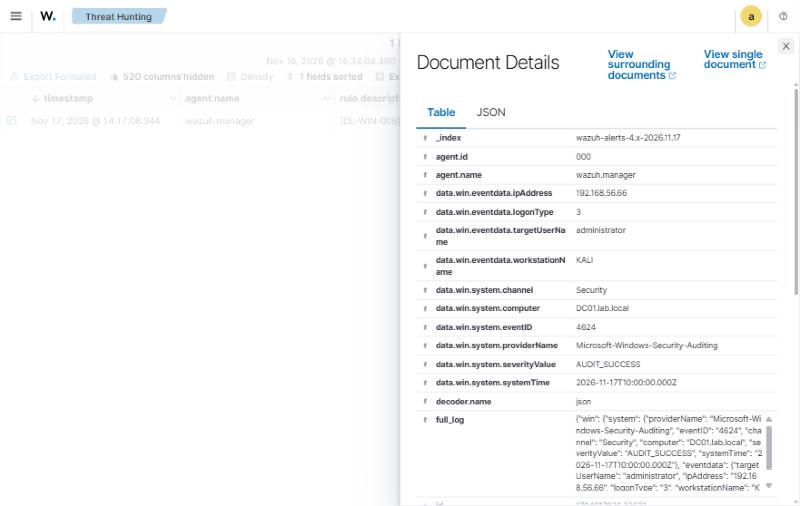 W.
Threat Hunting
a
Nov 16, 2026 @ 14:34:04.490
Export Formated
520 columns hidden
Density
1 fields sorted
timestamp
agent.name
rule.descript
Nov 17, 2026 @ 14:17:06.344
wazuh.manager
[DL-WIN-008]
Document Details
View
surrounding
documents
View single
document
Table
JSON
t _index wazuh-alerts-4.x-2026.11.17
t agent.id 000
t agent.name wazuh.manager
t data.win.eventdata.ipAddress 192.168.56.66
t data.win.eventdata.logonType 3
t data.win.eventdata.targetUserNa administrator
me
t data.win.eventdata.workstationN KALI
ame
t data.win.system.channel Security
t data.win.system.computer DC01.lab.local
t data.win.system.eventID 4624
t data.win.system.providerName Microsoft-Windows-Security-Auditing
t data.win.system.severityValue AUDIT_SUCCESS
t data.win.system.systemTime 2026-11-17T10:00:00.000Z
t decoder.name json
t full_log {"win": {"system": {"providerName": "Microsoft-Wi
ndows-Security-Auditing", "eventID": "4624", "cha
nnel": "Security", "computer": "DC01.lab.local", "se
verityValue": "AUDIT_SUCCESS", "systemTime": "2
026-11-17T10:00:00.000Z"}, "eventdata": {"target
UserName": "administrator", "ipAddress": "192.16
8.56.66", "logonType": "3", "workstationName": "K